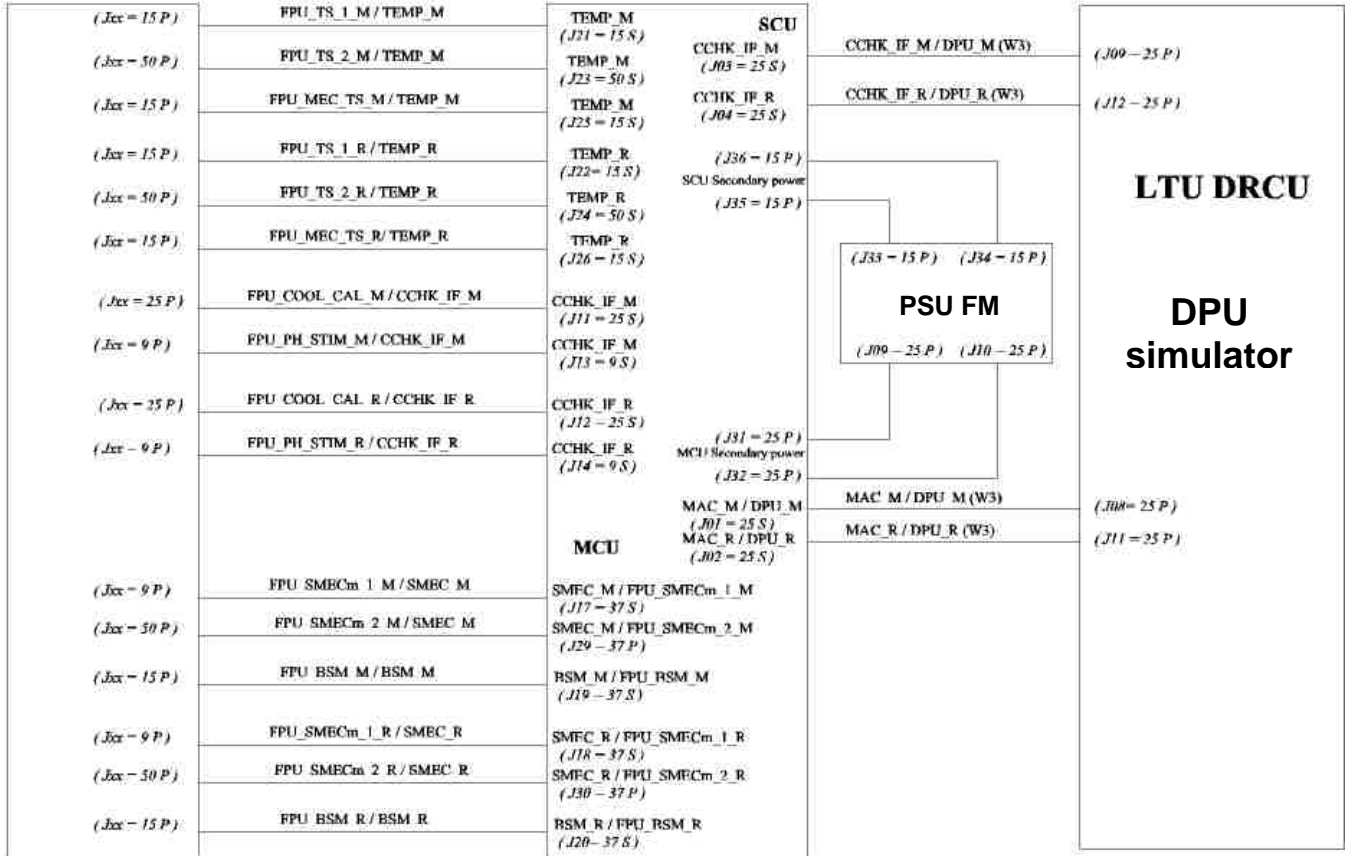 (Jxx = 15 P) FPU_TS_1_M / TEMP_M TEMP_M
(J21 = 15 S)
(Jxx = 50 P) FPU_TS_2_M / TEMP_M TEMP_M
(J23 = 50 S)
(Jxx = 15 P) FPU_MEC_TS_M / TEMP_M TEMP_M
(J25 = 15 S)
(Jxx = 15 P) FPU_TS_1_R / TEMP_R TEMP_R
(J22 = 15 S)
(Jxx = 50 P) FPU_TS_2_R / TEMP_R TEMP_R
(J24 = 50 S)
(Jxx = 15 P) FPU_MEC_TS_R / TEMP_R TEMP_R
(J26 = 15 S)
(Jxx = 25 P) FPU_COOL_CAL_M / CCHK_IF_M CCHK_IF_M
(J11 = 25 S)
(Jxx = 9 P) FPU_PH_STIM_M / CCHK_IF_M CCHK_IF_M
(J13 = 9 S)
(Jxx = 25 P) FPU_COOL_CAL_R / CCHK_IF_R CCHK_IF_R
(J12 = 25 S)
(Jxx = 9 P) FPU_PH_STIM_R / CCHK_IF_R CCHK_IF_R
(J14 = 9 S)
MCU
(Jxx = 9 P) FPU_SMECm_1_M / SMEC_M SMEC_M / FPU_SMECm_1_M
(J17 = 37 S)
(Jxx = 50 P) FPU_SMECm_2_M / SMEC_M SMEC_M / FPU_SMECm_2_M
(J29 = 37 P)
(Jxx = 15 P) FPU_BSM_M / BSM_M BSM_M / FPU_BSM_M
(J19 = 37 S)
(Jxx = 9 P) FPU_SMECm_1_R / SMEC_R SMEC_R / FPU_SMECm_1_R
(J18 = 37 S)
(Jxx = 50 P) FPU_SMECm_2_R / SMEC_R SMEC_R / FPU_SMECm_2_R
(J30 = 37 P)
(Jxx = 15 P) FPU_BSM_R / BSM_R BSM_R / FPU_BSM_R
(J20 = 37 S)
SCU
CCHK_IF_M CCHK_IF_M / DPU_M (W3) (J09 = 25 P)
(J03 = 25 S)
CCHK_IF_R CCHK_IF_R / DPU_R (W3) (J12 = 25 P)
(J04 = 25 S)
(J36 = 15 P)
SCU Secondary power
(J35 = 15 P)
(J33 = 15 P) (J34 = 15 P)
PSU FM
(J09 = 25 P) (J10 = 25 P)
(J31 = 25 P)
MCU Secondary power
(J32 = 25 P)
MAC_M / DPU_M MAC_M / DPU_M (W3) (J08 = 25 P)
(J01 = 25 S)
MAC_R / DPU_R MAC_R / DPU_R (W3) (J11 = 25 P)
(J02 = 25 S)
LTU DRCU
DPU
simulator